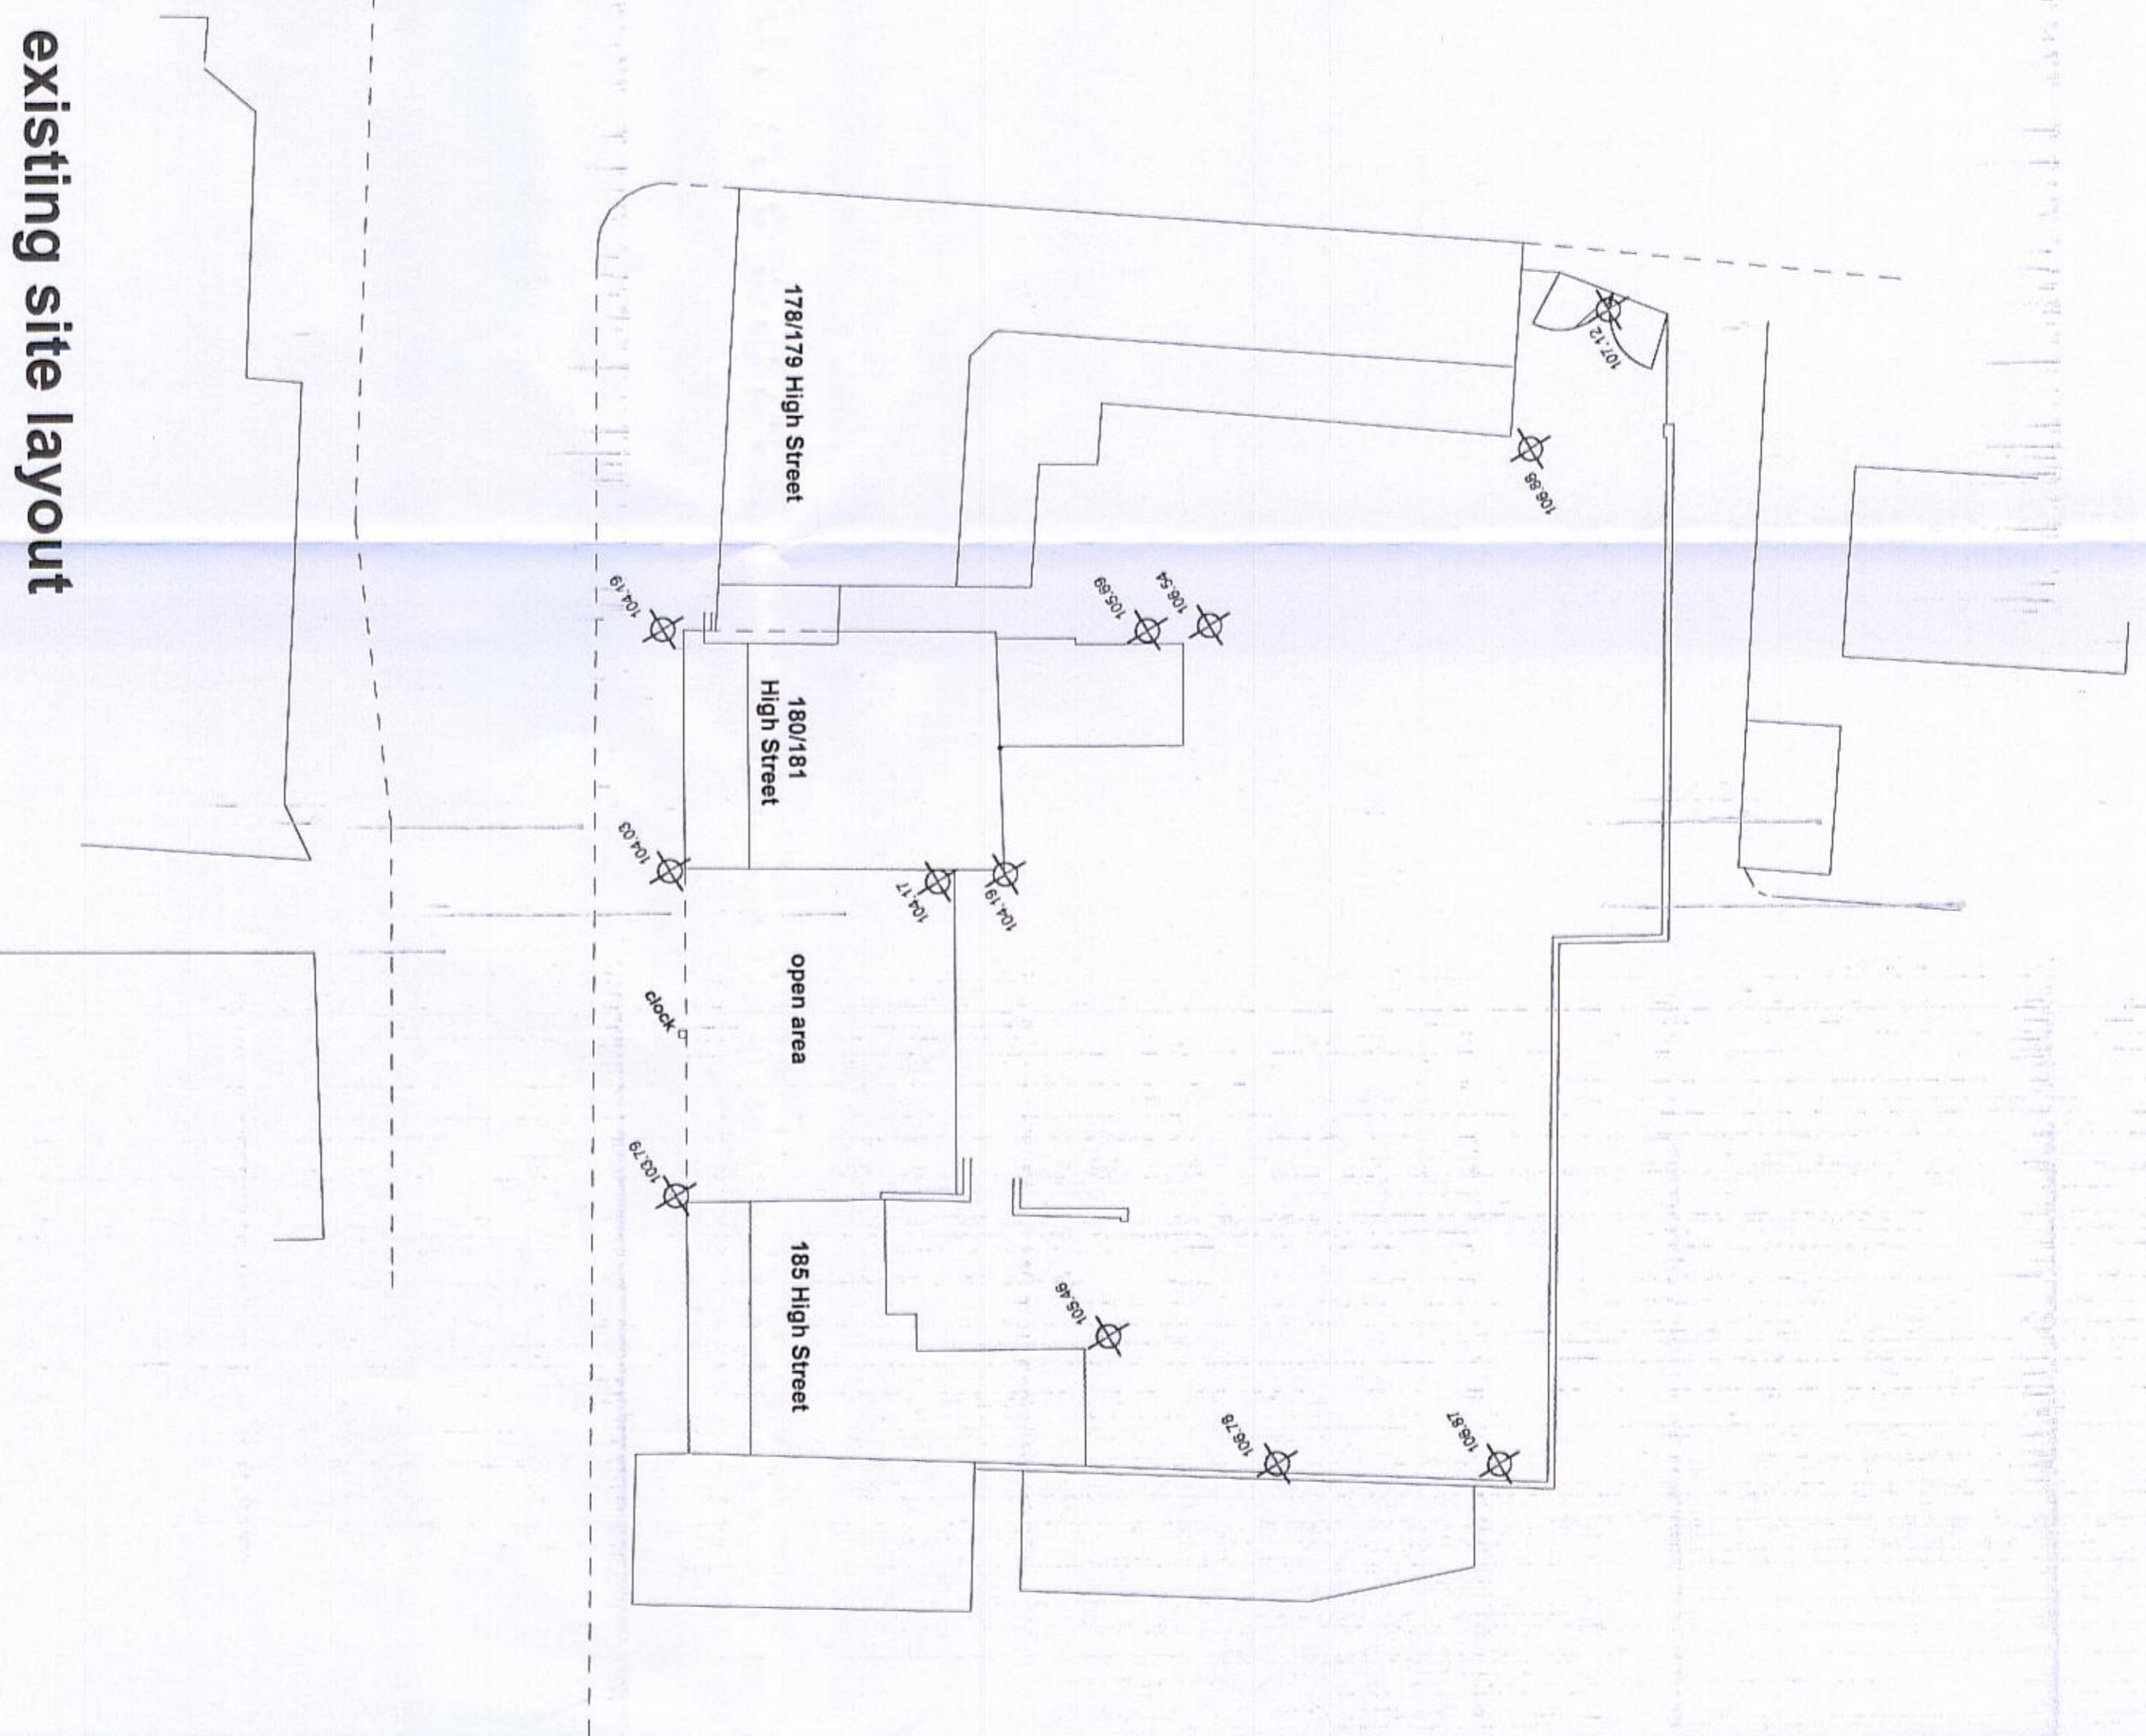 107.12
106.88
106.87
106.78
106.54
105.69
105.46
104.19
104.17
178/179 High Street
180/181
High Street
open area
185 High Street
clock
104.19
104.03
103.79
existing site layout